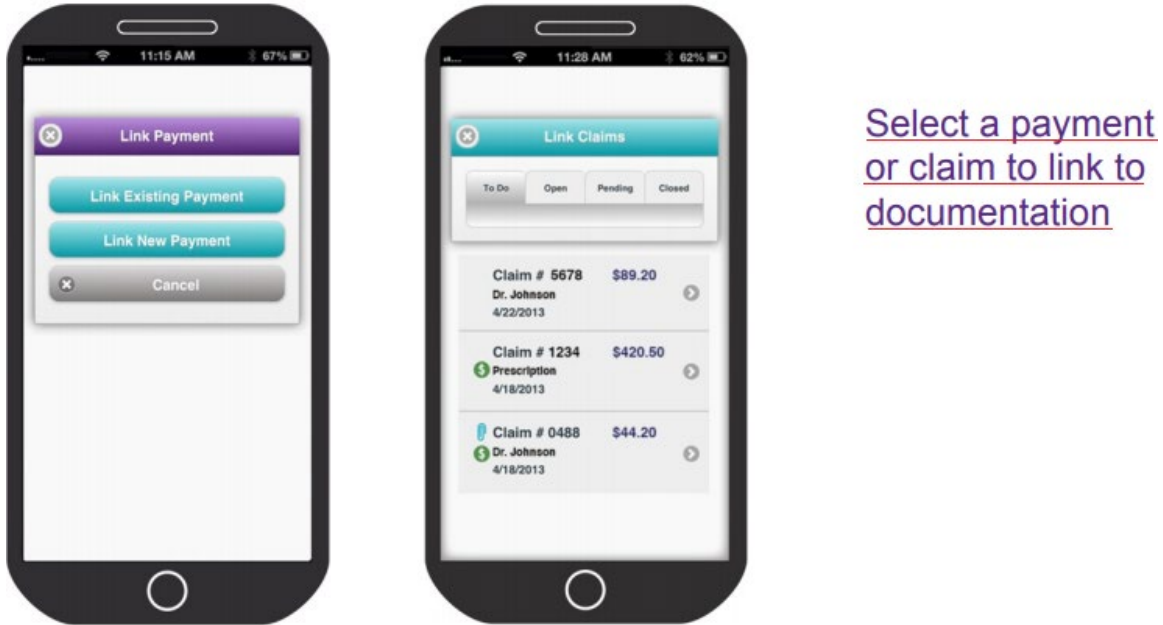 11:15 AM
67%
Link Payment
Link Existing Payment
Link New Payment
Cancel
11:28 AM
62%
Link Claims
To Do Open Pending Closed
Claim # 5678 $89.20
Dr. Johnson
4/22/2013
Claim # 1234 $420.50
Prescription
4/18/2013
Claim # 0488 $44.20
Dr. Johnson
4/18/2013
Select a payment
or claim to link to
documentation